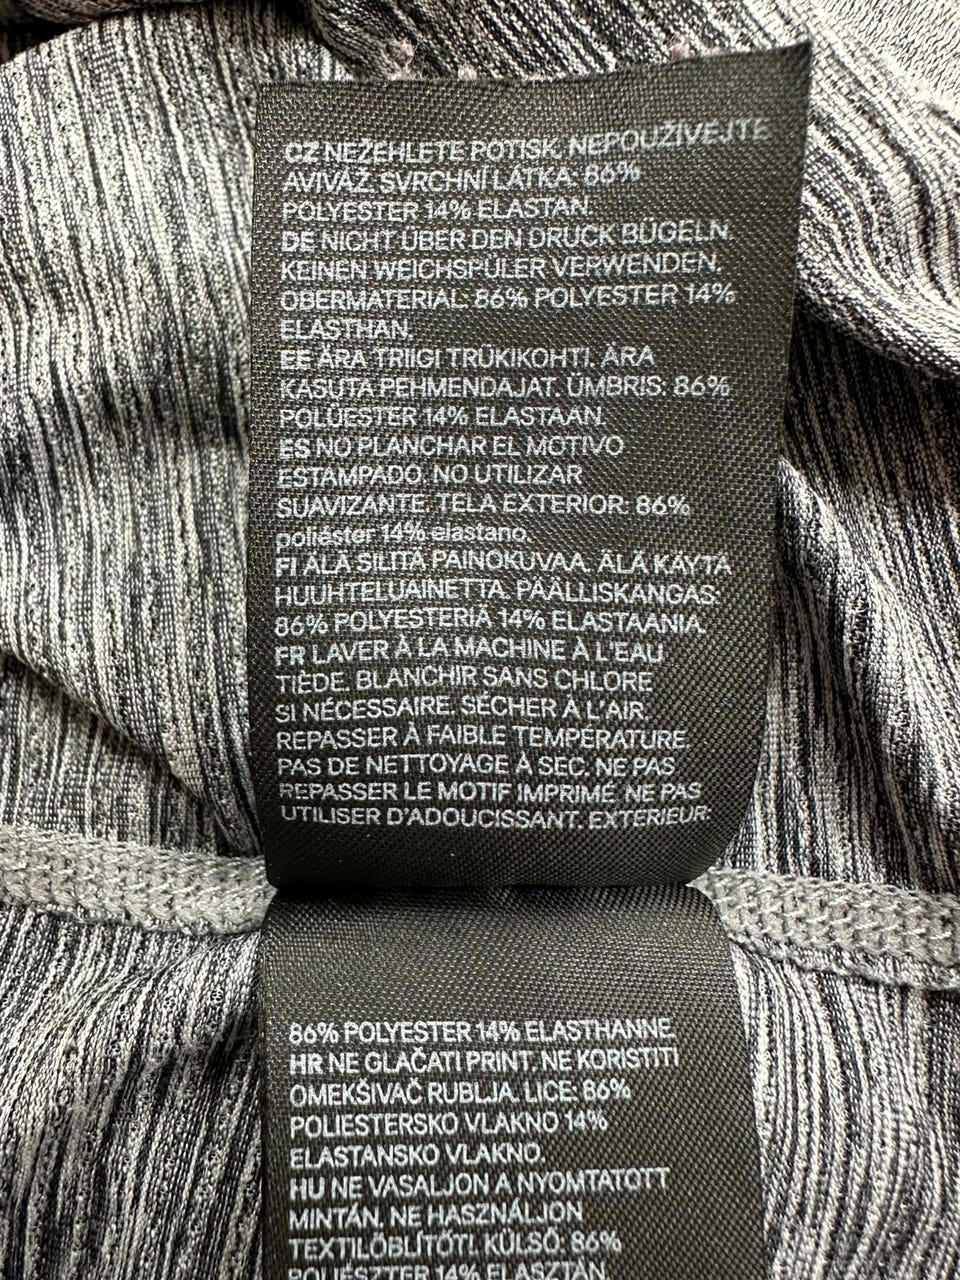 CZ NEŽEHLETE POTISK. NEPOUŽÍVEJTE
AVIVÁŽ. SVRCHNÍ LÁTKA: 86%
POLYESTER 14% ELASTAN
DE NICHT ÜBER DEN DRUCK BÜGELN.
KEINEN WEICHSPÜLER VERWENDEN.
OBERMATERIAL: 86% POLYESTER 14%
ELASTHAN.
EE ÄRA TRIIGI TRÜKIKOHTI. ÄRA
KASUTA PEHMENDAJAT. ÜMBRIS: 86%
POLÜESTER 14% ELASTAAN.
ES NO PLANCHAR EL MOTIVO
ESTAMPADO. NO UTILIZAR
SUAVIZANTE. TELA EXTERIOR: 86%
poliéster 14% elastano.
FI ÄLÄ SILITÄ PAINOKUVAA. ÄLÄ KÄYTÄ
HUUHTELUAINETTA. PÄÄLLISKANGAS:
86% POLYESTERIÄ 14% ELASTAANIA.
FR LAVER À LA MACHINE À L'EAU
TIÈDE. BLANCHIR SANS CHLORE
SI NÉCESSAIRE. SÉCHER À L'AIR.
REPASSER À FAIBLE TEMPÉRATURE.
PAS DE NETTOYAGE À SEC. NE PAS
REPASSER LE MOTIF IMPRIMÉ. NE PAS
UTILISER D'ADOUCISSANT. EXTERIEUR:
86% POLYESTER 14% ELASTHANNE.
HR NE GLAČATI PRINT. NE KORISTITI
OMEKŠIVAČ RUBLJA. LICE: 86%
POLIESTERSKO VLAKNO 14%
ELASTANSKO VLAKNO.
HU NE VASALJON A NYOMTATOTT
MINTÁN. NE HASZNÁLJON
TEXTILÖBLÍTŐT!. KÜLSŐ: 86%
POLIÉSZTER 14% ELASZTÁN